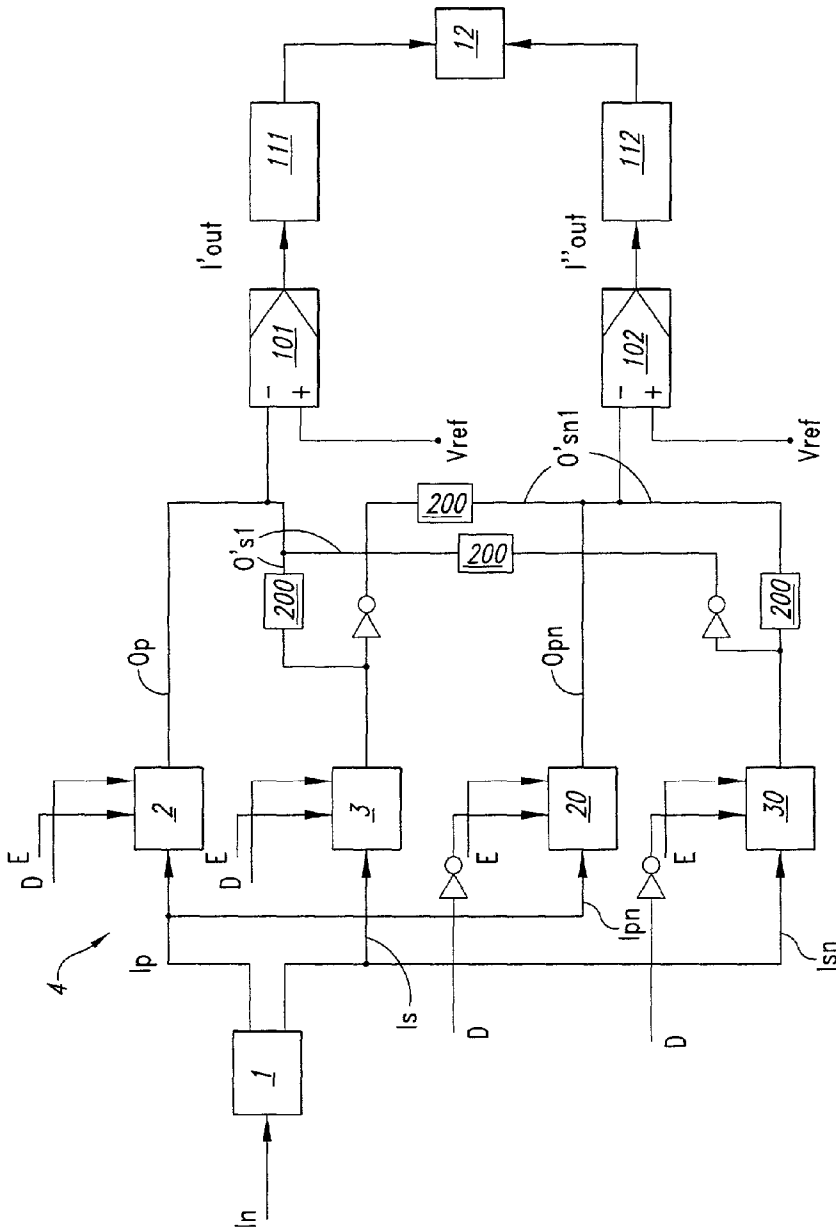 12
111
112
I'out
I''out
101
- +
102
- +
Vref
Vref
O'sn1
200
O's1
200
200
200
Op
Opn
2
3
20
30
D E
D E
E
E
4
Ip
Is
Ipn
Isn
D
D
1
In